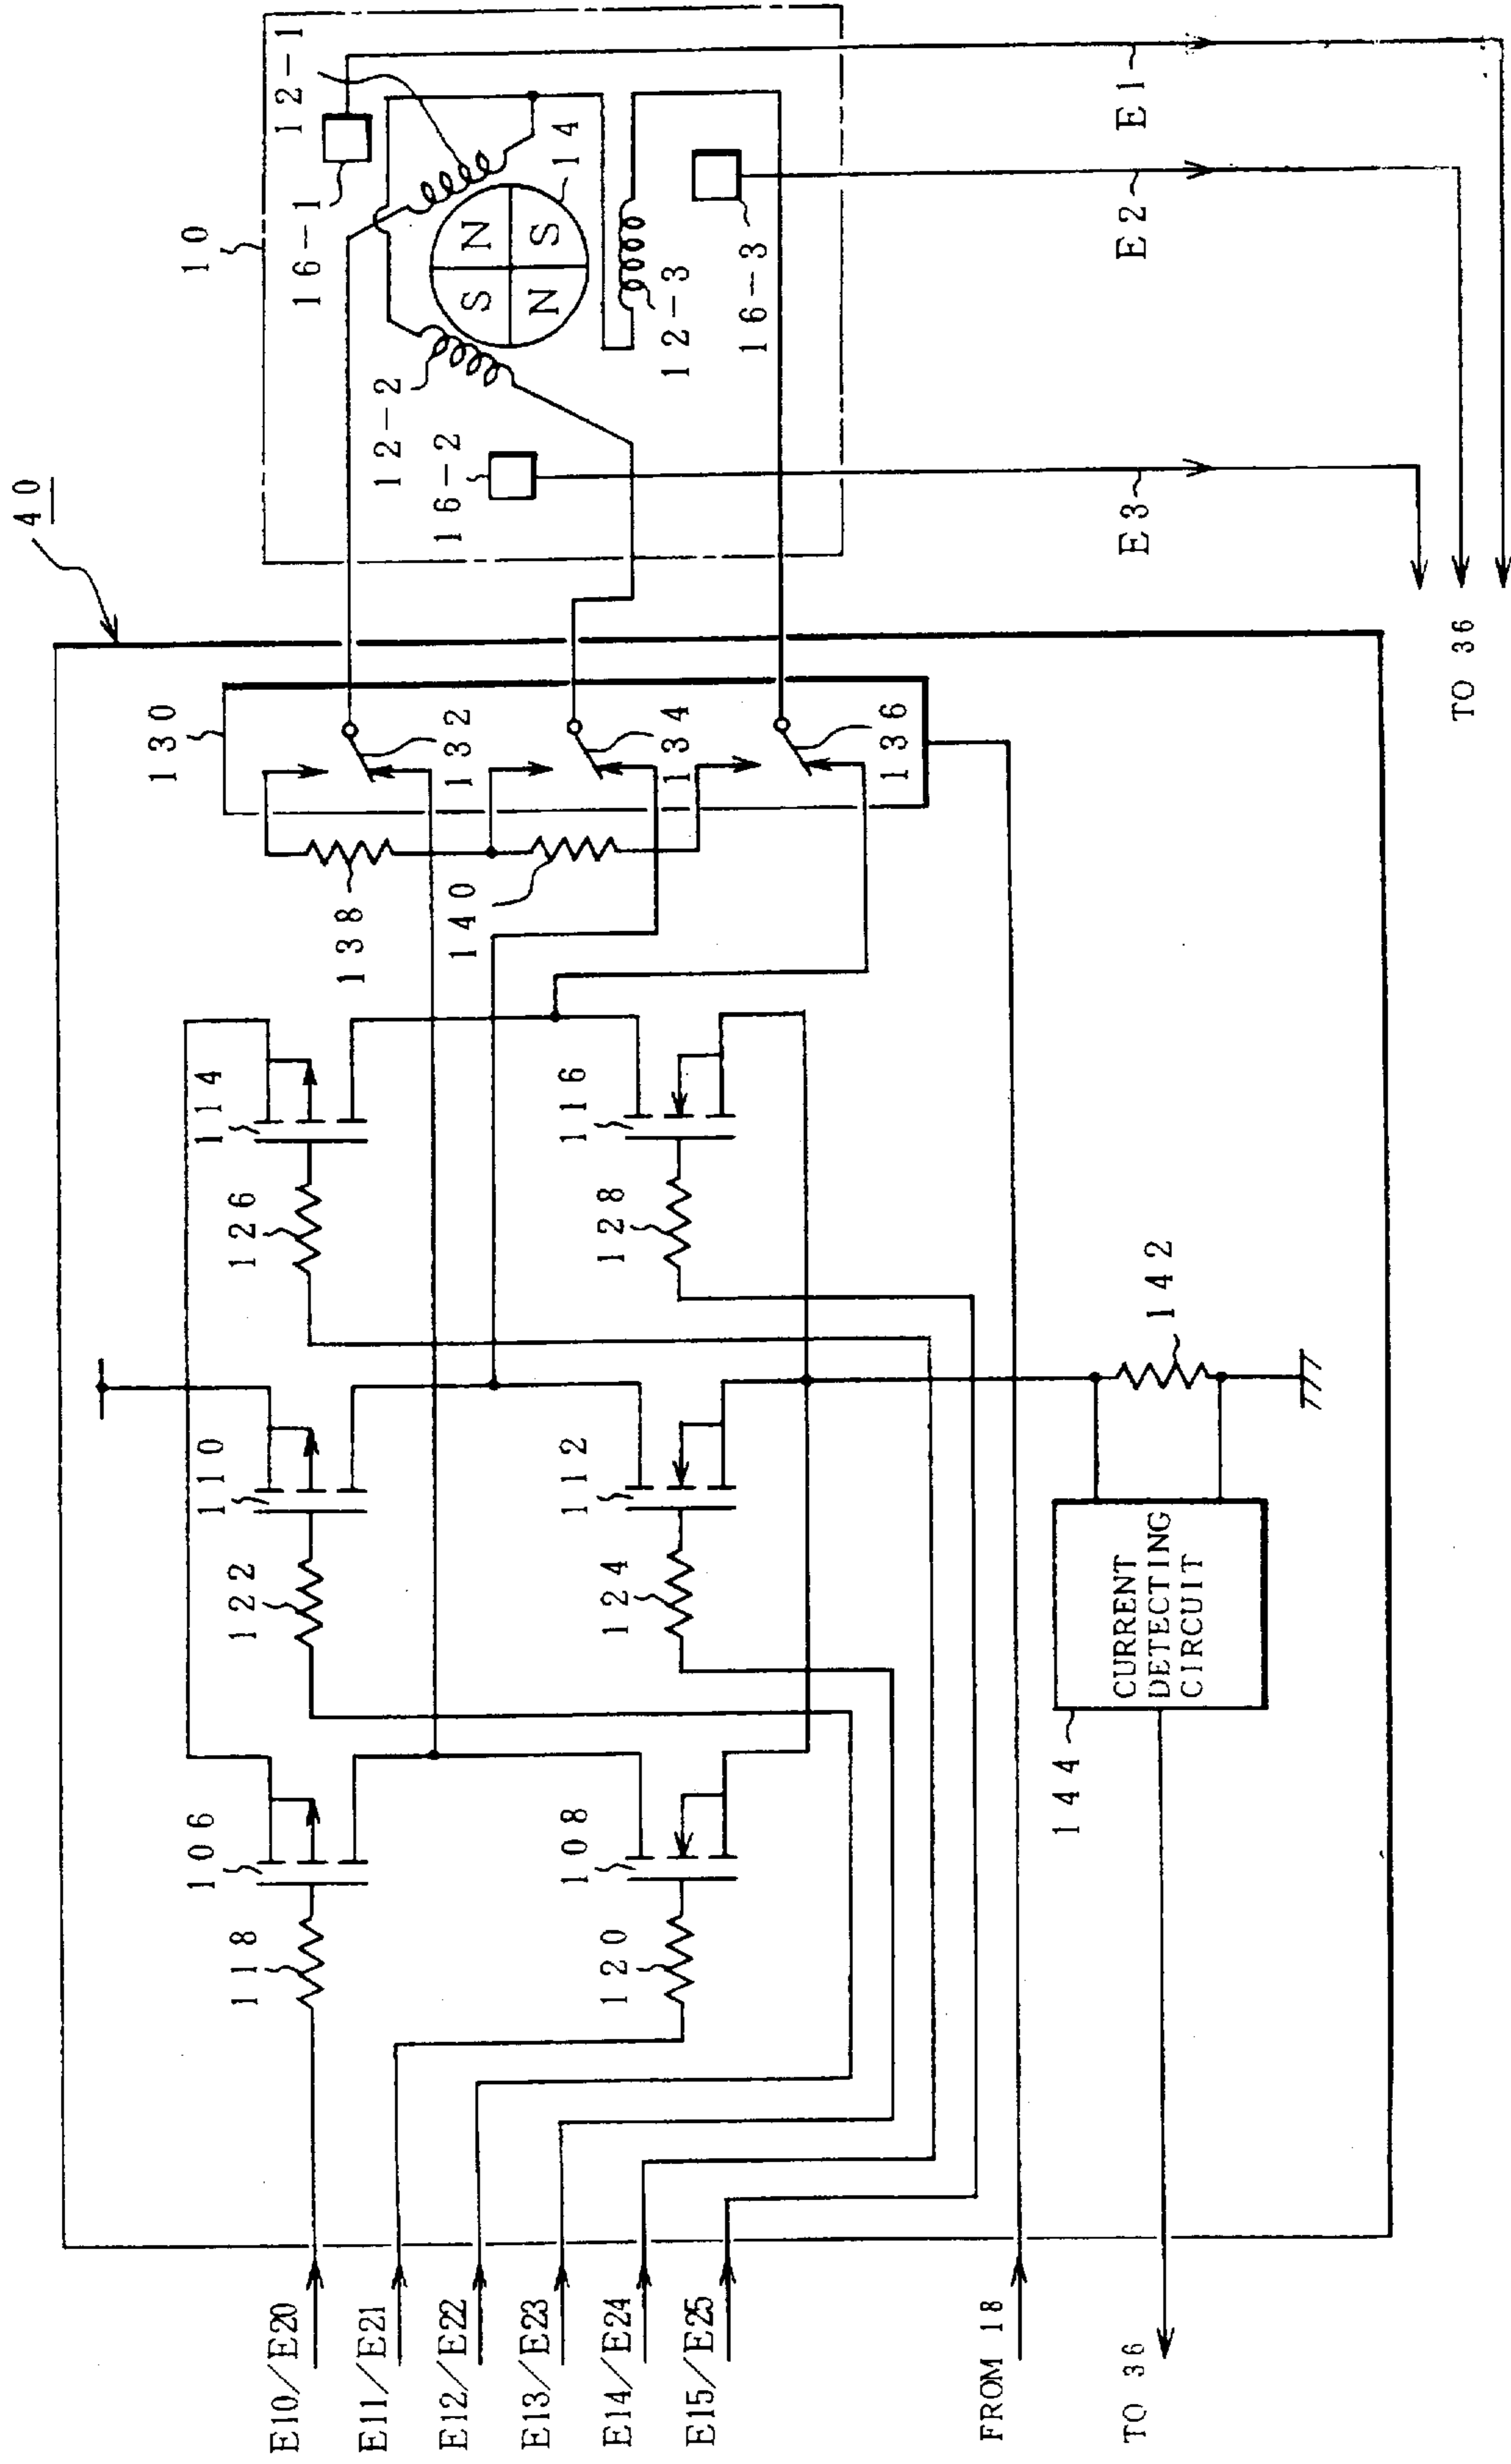 40
10
16-1
12-1
14
12-2
16-2
12-3
16-3
E1
E2
E3
TO 36
130
132
134
136
138
140
114
126
116
128
110
122
112
124
106
118
108
120
142
144
CURRENT
DETECTING
CIRCUIT
N
S
S
N
E10/E20
E11/E21
E12/E22
E13/E23
E14/E24
E15/E25
FROM 18
TO 36